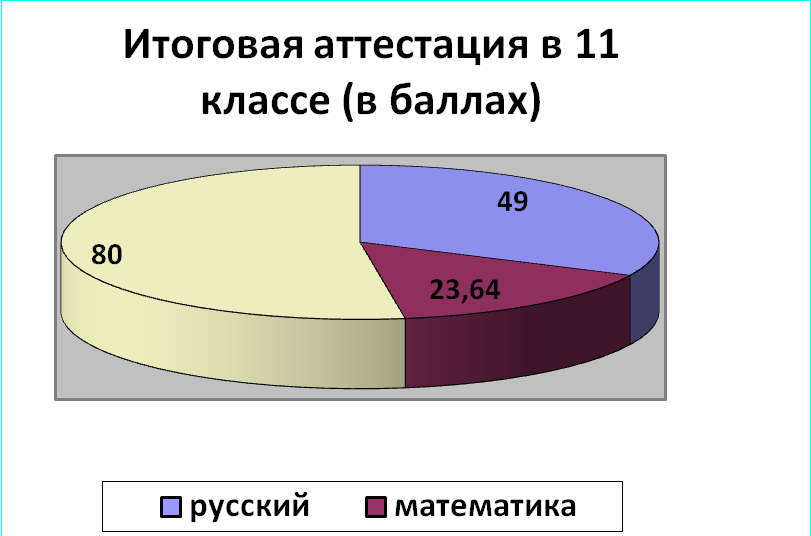 Итоговая аттестация в 11
классе (в баллах)
49
80
23,64
русский математика